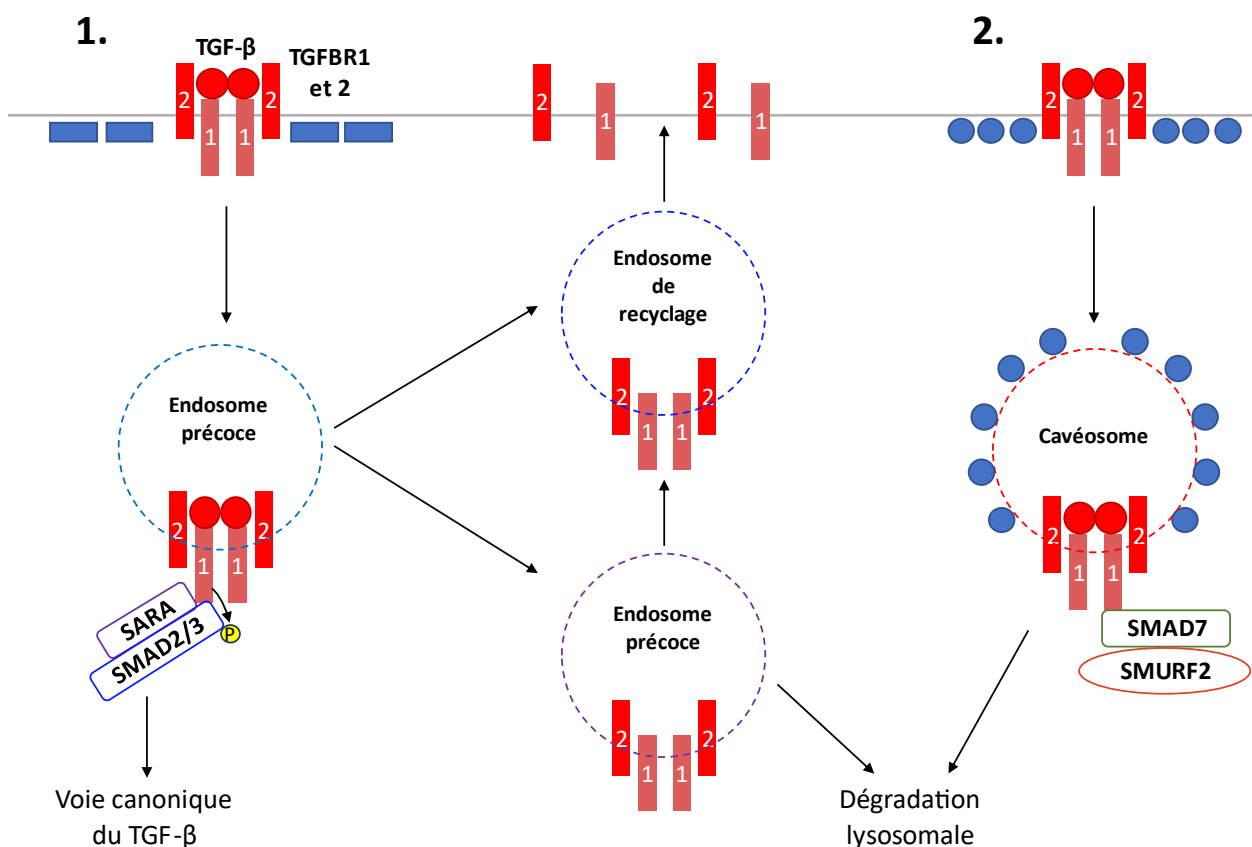 1.
TGF-β
TGFBR1
et 2
2.
2
2
1
1
2
1
2
1
2
2
1
1
Endosome
de
recyclage
2
2
1
1
Endosome
précoce
2
2
1
1
SARA
SMAD2/3
P
Cavéosome
2
2
1
1
SMAD7
SMURF2
Endosome
précoce
2
2
1
1
Voie canonique
du TGF-β
Dégradation
lysosomale